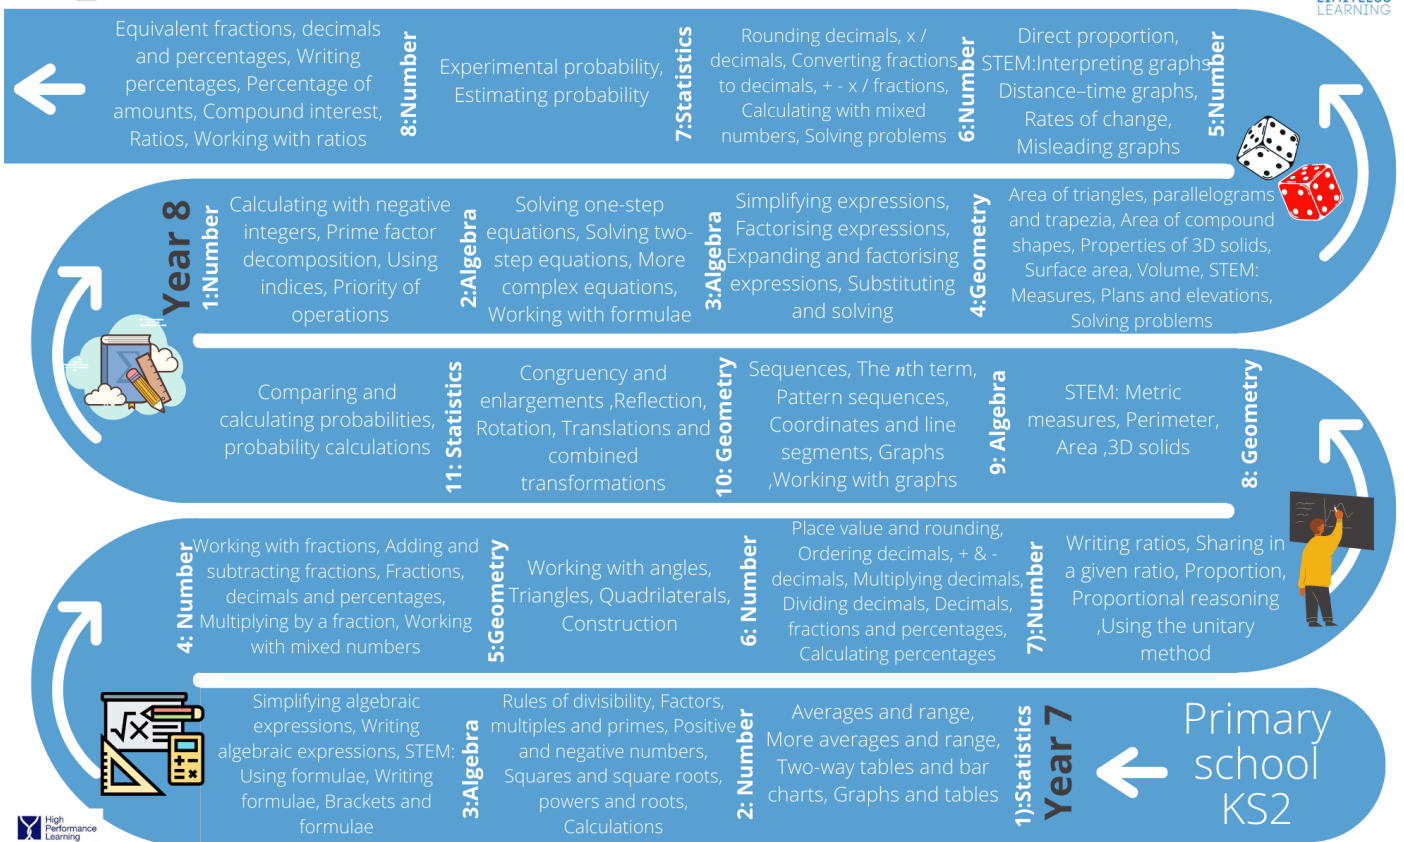 LEARNING
Equivalent fractions, decimals
and percentages, Writing
percentages, Percentage of
amounts, Compound interest,
Ratios, Working with ratios
8:Number
Experimental probability,
Estimating probability
7:Statistics
Rounding decimals, x /
decimals, Converting fractions
to decimals, + - x / fractions,
Calculating with mixed
numbers, Solving problems
6:Number
Direct proportion,
STEM:Interpreting graphs,
Distance–time graphs,
Rates of change,
Misleading graphs
5:Number
Year 8
1:Number
Calculating with negative
integers, Prime factor
decomposition, Using
indices, Priority of
operations
2:Algebra
Solving one-step
equations, Solving two-
step equations, More
complex equations,
Working with formulae
3:Algebra
Simplifying expressions,
Factorising expressions,
Expanding and factorising
expressions, Substituting
and solving
4:Geometry
Area of triangles, parallelograms
and trapezia, Area of compound
shapes, Properties of 3D solids,
Surface area, Volume, STEM:
Measures, Plans and elevations,
Solving problems
Comparing and
calculating probabilities,
probability calculations
11: Statistics
Congruency and
enlargements ,Reflection,
Rotation, Translations and
combined
transformations
10: Geometry
Sequences, The nth term,
Pattern sequences,
Coordinates and line
segments, Graphs
,Working with graphs
9: Algebra
STEM: Metric
measures, Perimeter,
Area ,3D solids
8: Geometry
4: Number
Working with fractions, Adding and
subtracting fractions, Fractions,
decimals and percentages,
Multiplying by a fraction, Working
with mixed numbers
5:Geometry
Working with angles,
Triangles, Quadrilaterals,
Construction
6: Number
Place value and rounding,
Ordering decimals, + & -
decimals, Multiplying decimals,
Dividing decimals, Decimals,
fractions and percentages,
Calculating percentages
7):Number
Writing ratios, Sharing in
a given ratio, Proportion,
Proportional reasoning
,Using the unitary
method
Simplifying algebraic
expressions, Writing
algebraic expressions, STEM:
Using formulae, Writing
formulae, Brackets and
formulae
3:Algebra
Rules of divisibility, Factors,
multiples and primes, Positive
and negative numbers,
Squares and square roots,
powers and roots,
Calculations
2: Number
Averages and range,
More averages and range,
Two-way tables and bar
charts, Graphs and tables
1):Statistics
Year 7
Primary
school
KS2
√x
High
Performance
Learning